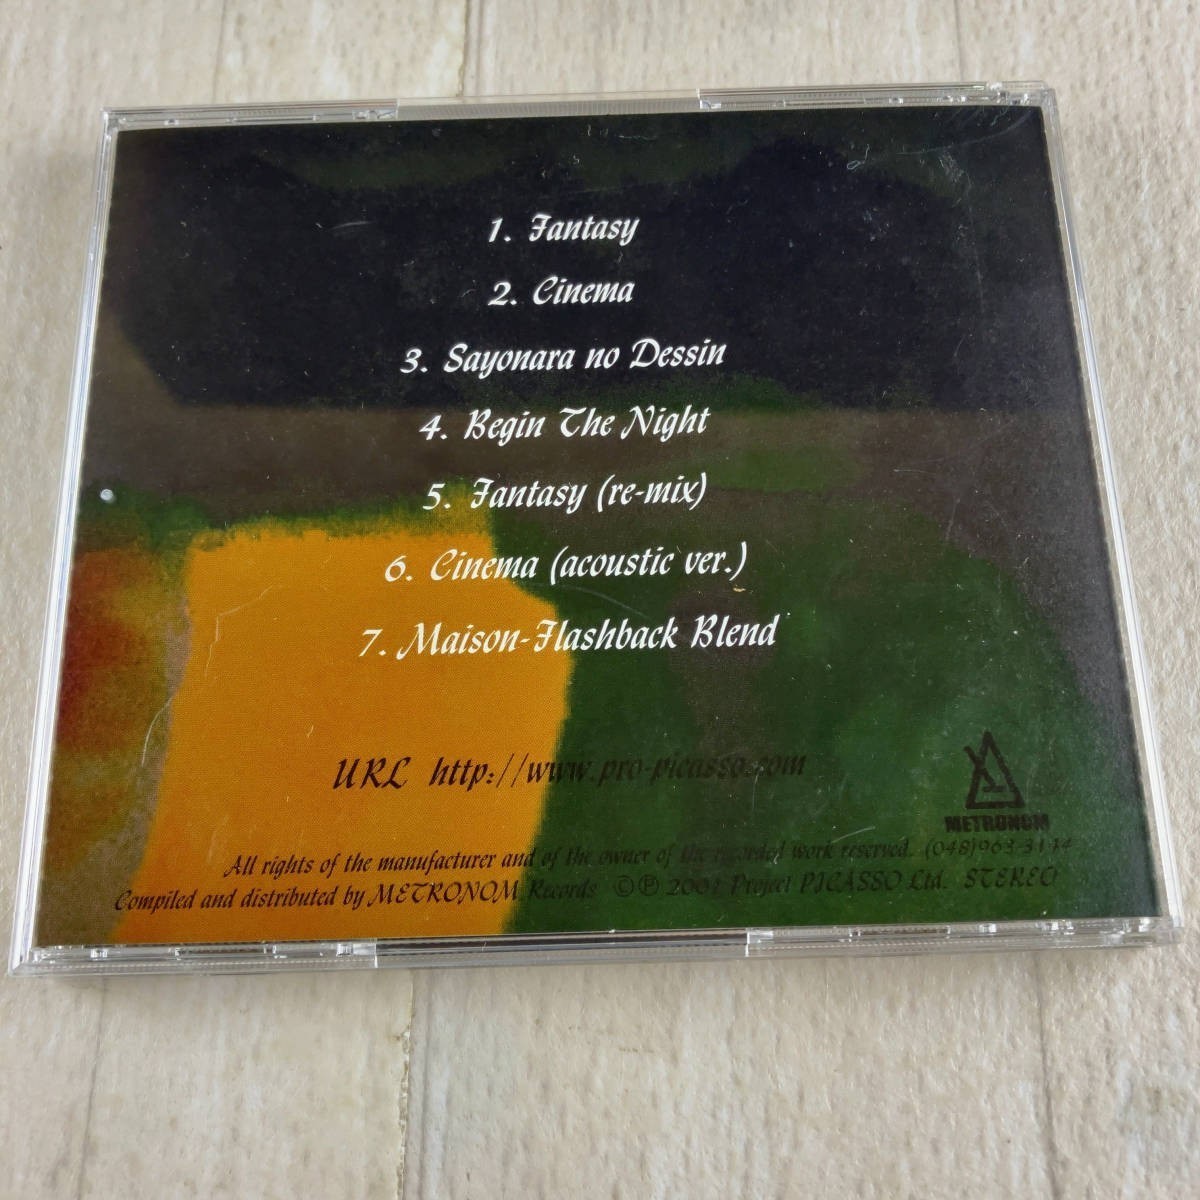 1. Fantasy
2. Cinema
3. Sayonara no Dessin
4. Begin The Night
5. Fantasy (re-mix)
6. Cinema (acoustic ver.)
7. Maison-Flashback Blend
URL http://www.pro-picasso.com
METRONOM
All rights of the manufacturer and of the owner of the recorded work reserved. (048)963-3144
Compiled and distributed by METRONOM Records ©℗ 2001 Project PICASSO Ltd. STEREO